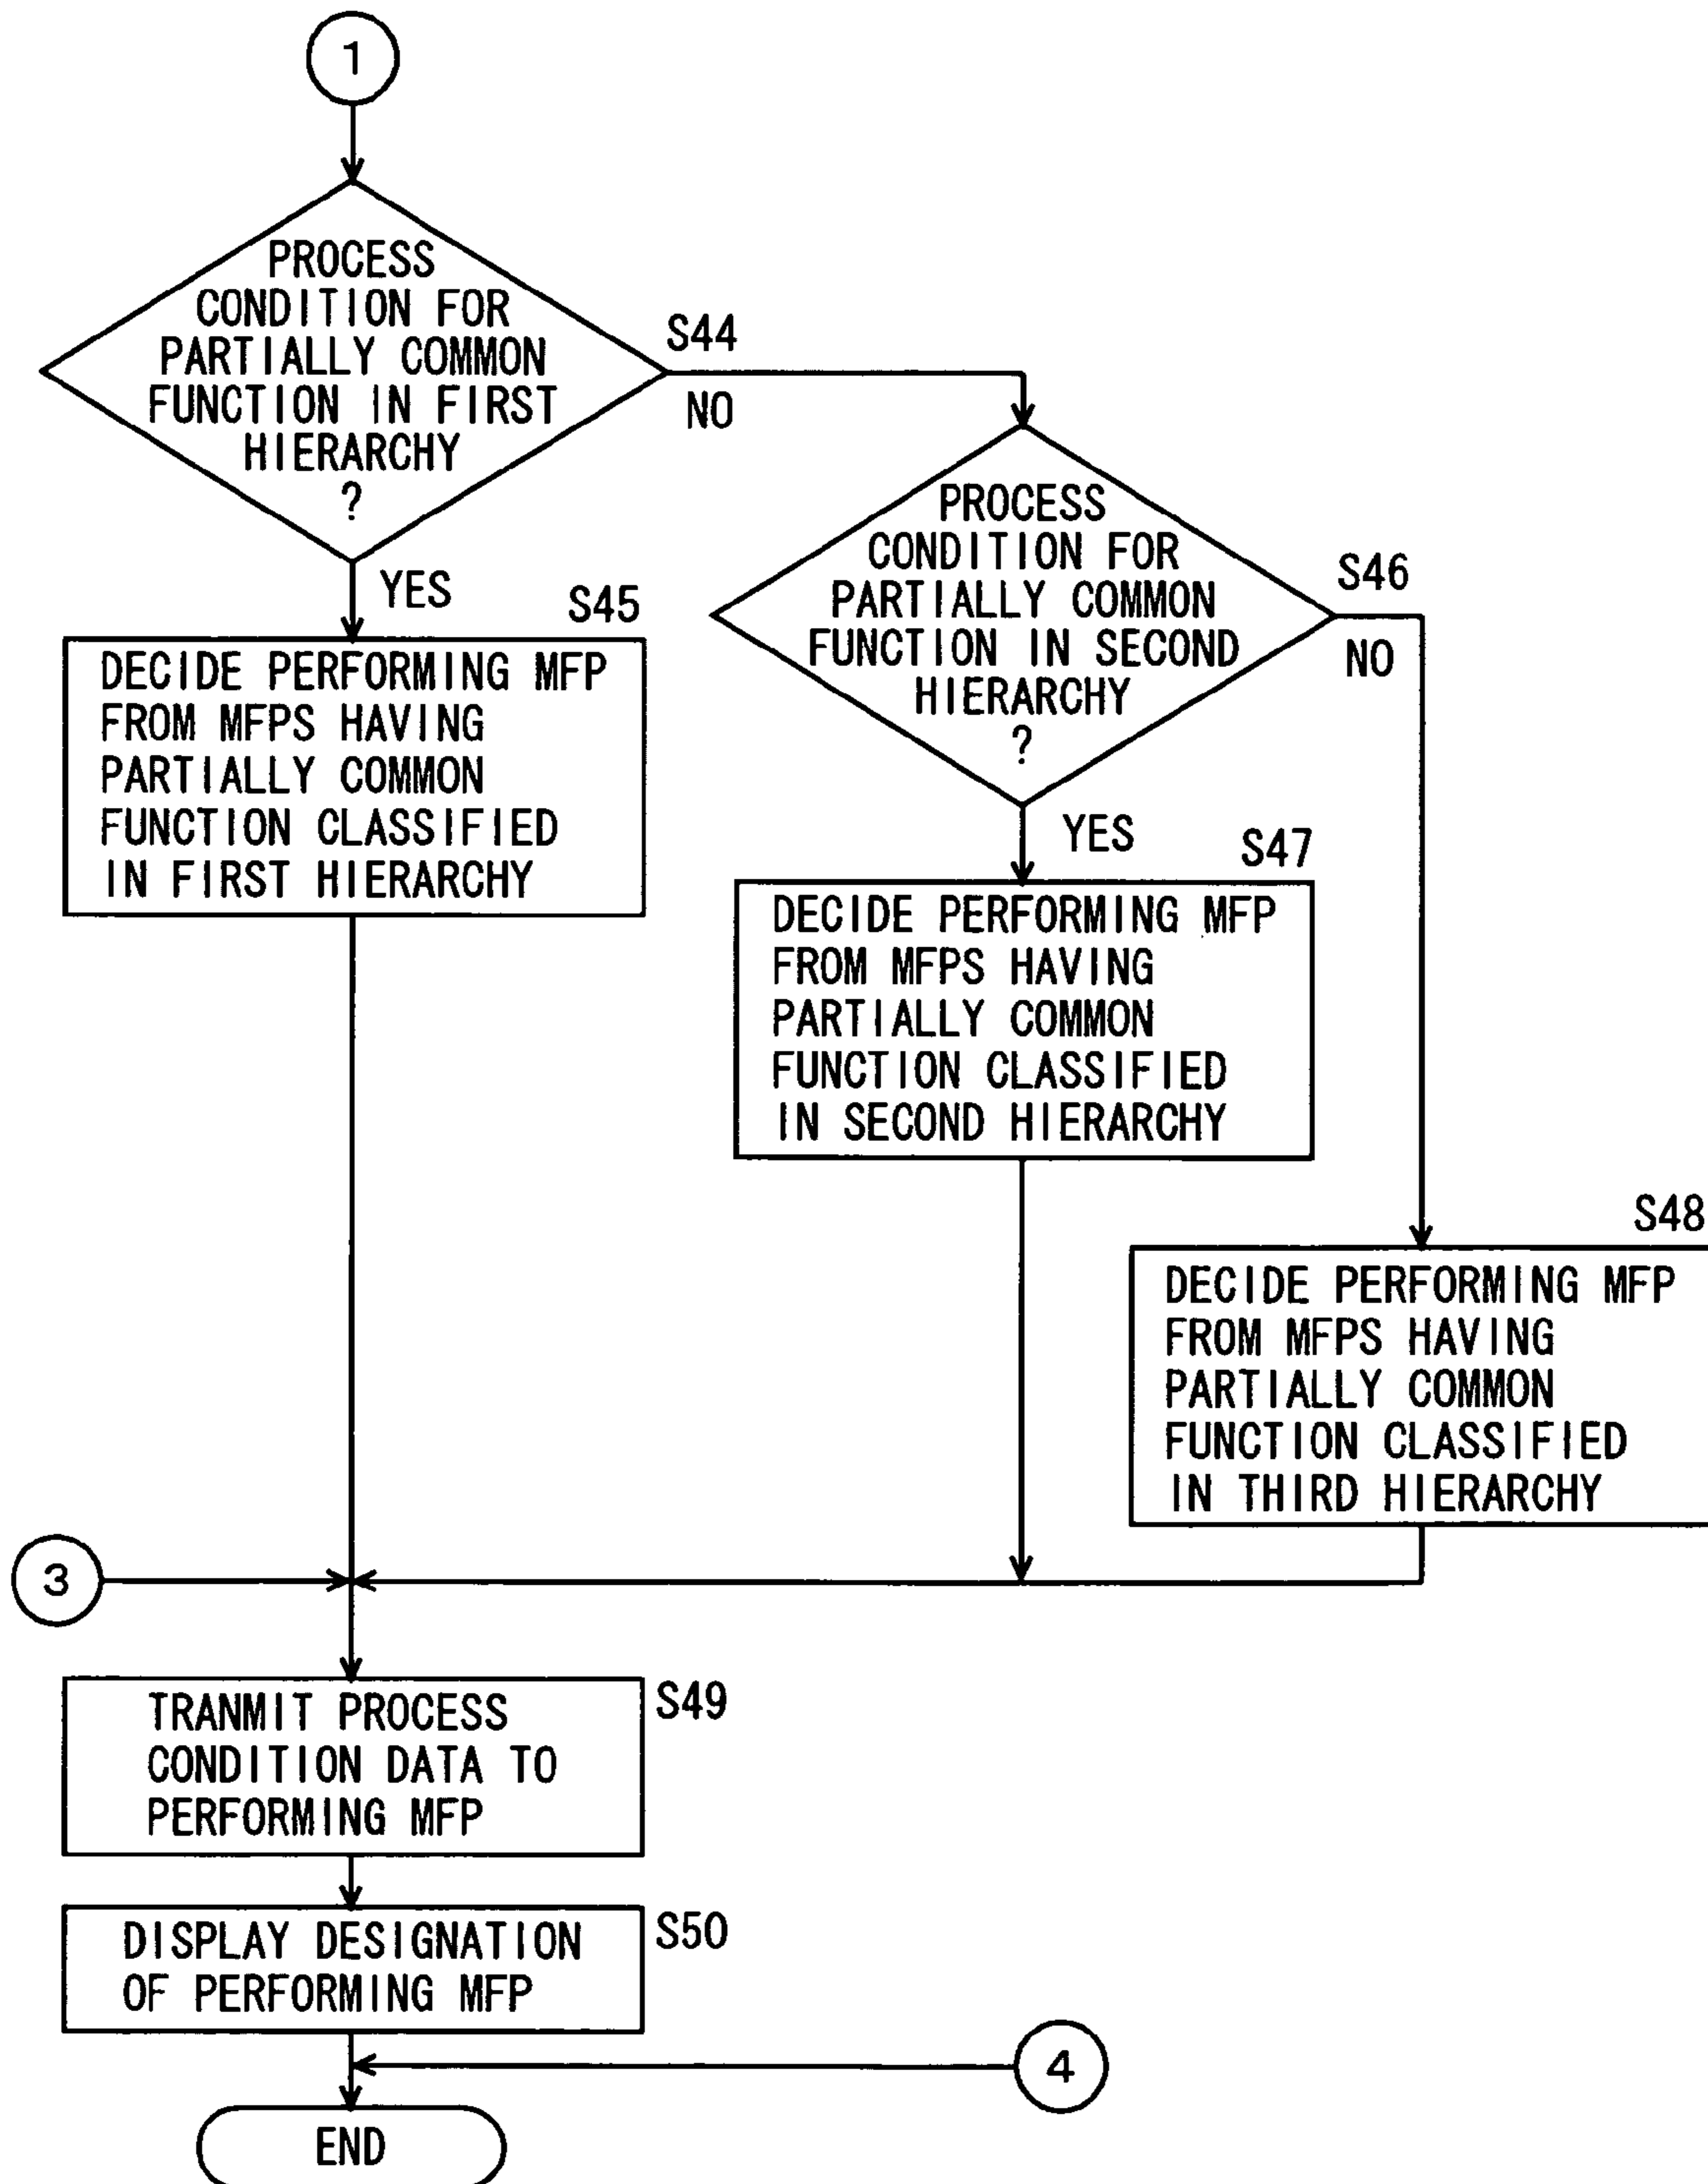 1
PROCESS
CONDITION FOR
PARTIALLY COMMON
FUNCTION IN FIRST
HIERARCHY
?
S44
NO
YES
S45
DECIDE PERFORMING MFP
FROM MFPS HAVING
PARTIALLY COMMON
FUNCTION CLASSIFIED
IN FIRST HIERARCHY
PROCESS
CONDITION FOR
PARTIALLY COMMON
FUNCTION IN SECOND
HIERARCHY
?
S46
NO
YES
S47
DECIDE PERFORMING MFP
FROM MFPS HAVING
PARTIALLY COMMON
FUNCTION CLASSIFIED
IN SECOND HIERARCHY
S48
DECIDE PERFORMING MFP
FROM MFPS HAVING
PARTIALLY COMMON
FUNCTION CLASSIFIED
IN THIRD HIERARCHY
3
TRANMIT PROCESS
CONDITION DATA TO
PERFORMING MFP
S49
DISPLAY DESIGNATION
OF PERFORMING MFP
S50
4
END